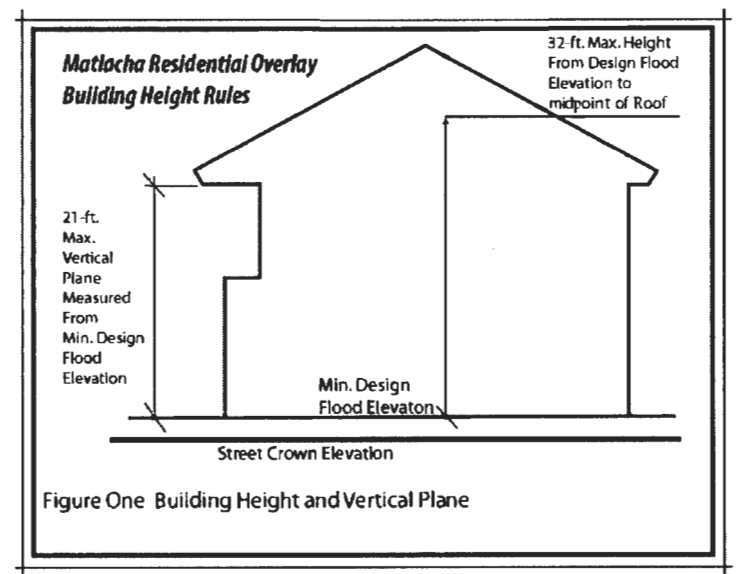 Matlacha Residential Overlay
Building Height Rules
32-ft. Max. Height
From Design Flood
Elevation to
midpoint of Roof
21-ft.
Max.
Vertical
Plane
Measured
From
Min. Design
Flood
Elevation
Min. Design
Flood Elevaton
Street Crown Elevation
Figure One Building Height and Vertical Plane